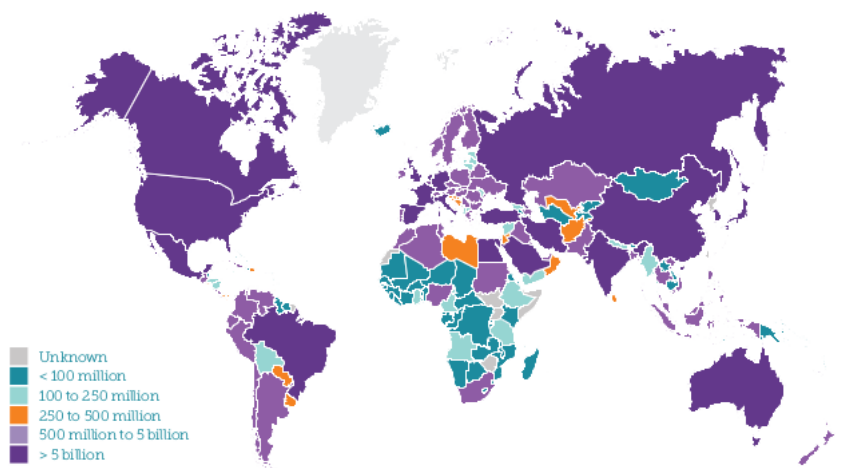 Unknown
< 100 million
100 to 250 million
250 to 500 million
500 million to 5 billion
> 5 billion